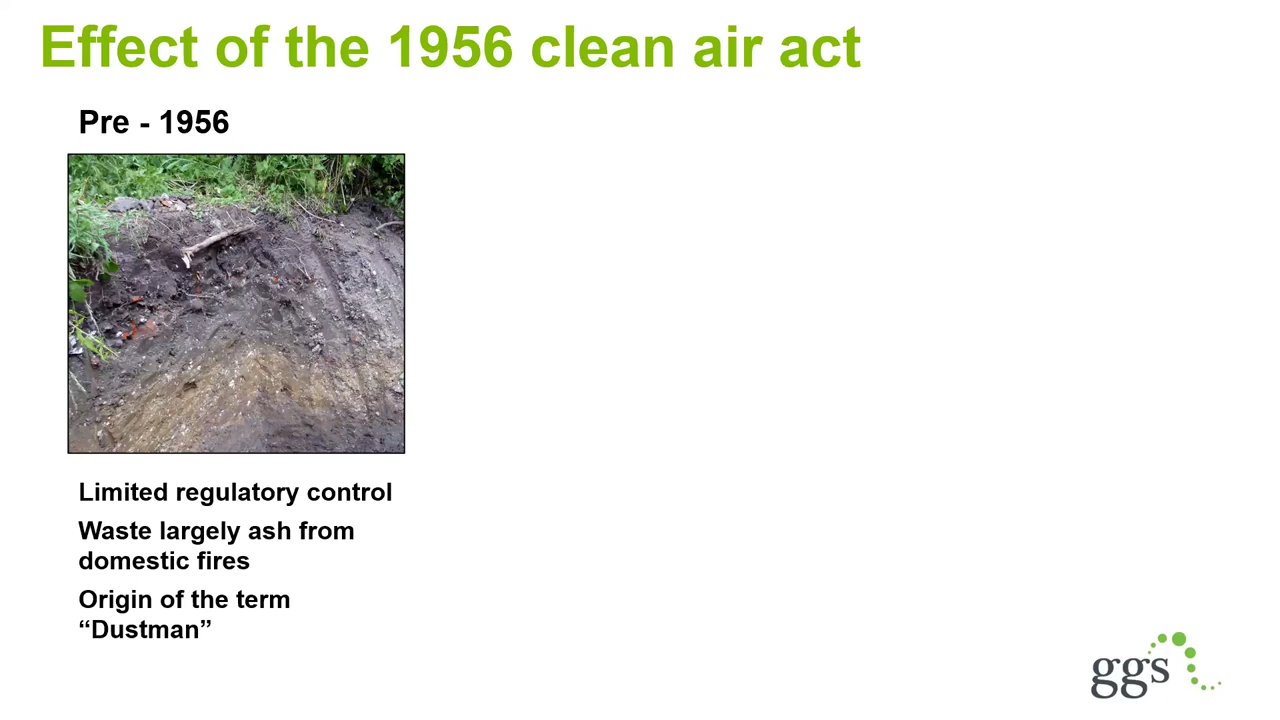 Effect of the 1956 clean air act
Pre - 1956
Limited regulatory control
Waste largely ash from
domestic fires
Origin of the term
“Dustman”
ggs